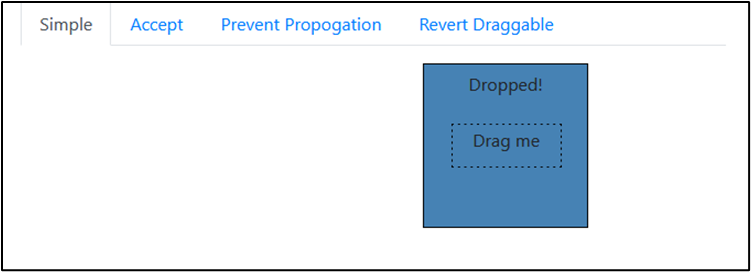 Simple Accept Prevent Propogation Revert Draggable
Dropped!
Drag me